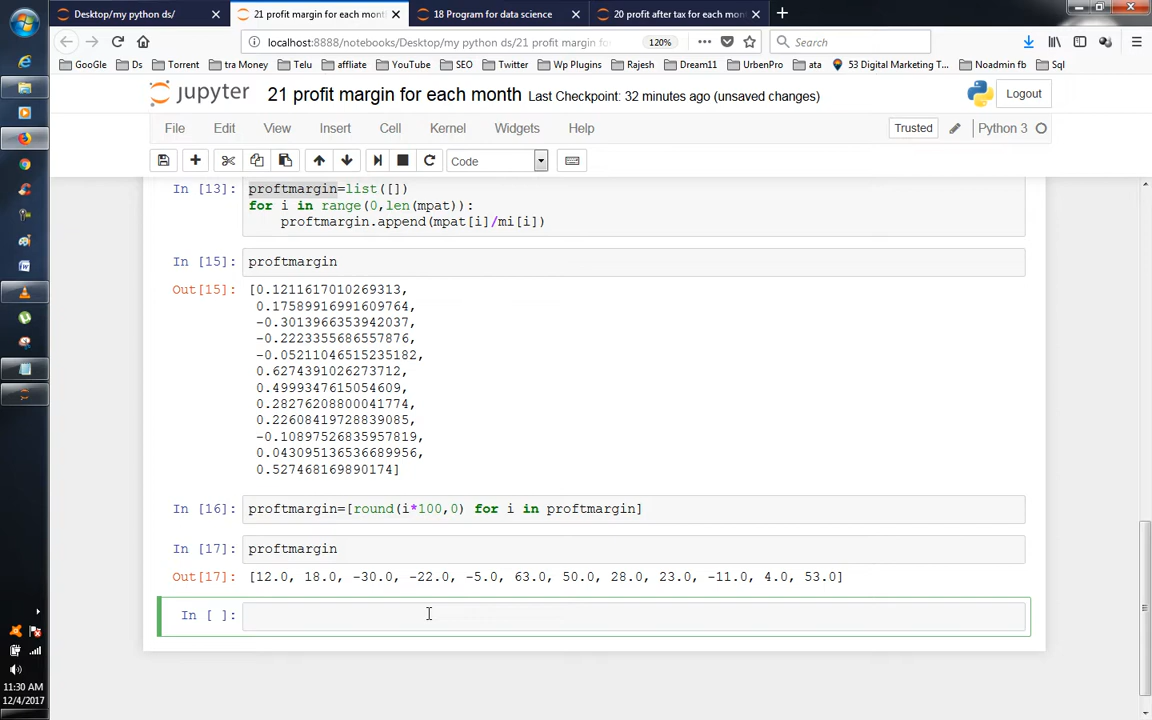 Desktop/my python ds/
21 profit margin for each mont
18 Program for data science
20 profit after tax for each mon
localhost:8888/notebooks/Desktop/my python ds/21 profit margin fo
120%
Search
GooGle
Ds
Torrent
tra Money
Telu
affliate
YouTube
SEO
Twitter
Wp Plugins
Rajesh
Dream11
UrbenPro
ata
53 Digital Marketing T...
Noadmin fb
Sql
jupyter 21 profit margin for each month Last Checkpoint: 32 minutes ago (unsaved changes)
Logout
File Edit View Insert Cell Kernel Widgets Help
Trusted
Python 3
Code
In [13]: proftmargin=list([])
for i in range(0,len(mpat)):
proftmargin.append(mpat[i]/mi[i])
In [15]: proftmargin
Out[15]: [0.1211617010269313,
0.17589916991609764,
-0.3013966353942037,
-0.2223355686557876,
-0.05211046515235182,
0.6274391026273712,
0.4999347615054609,
0.28276208800041774,
0.22608419728839085,
-0.10897526835957819,
0.043095136536689956,
0.527468169890174]
In [16]: proftmargin=[round(i*100,0) for i in proftmargin]
In [17]: proftmargin
Out[17]: [12.0, 18.0, -30.0, -22.0, -5.0, 63.0, 50.0, 28.0, 23.0, -11.0, 4.0, 53.0]
In [ ]:
11:30 AM
12/4/2017